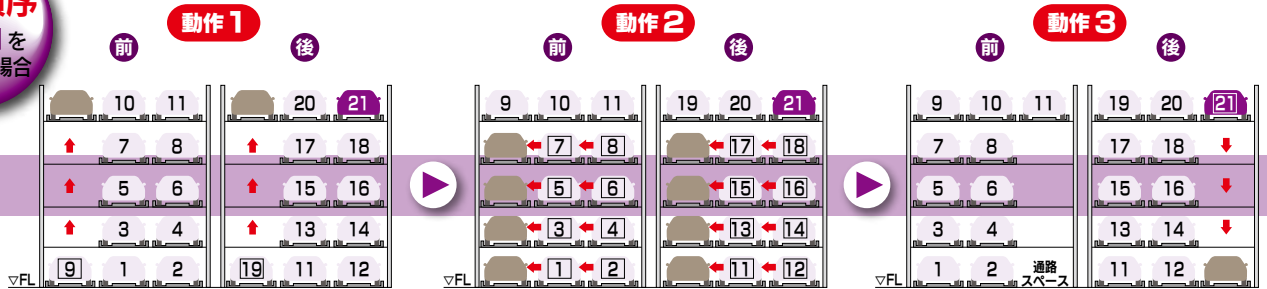 順序
を
場合
動作1
前 後
10 11 20 21
7 8 17 18
5 6 15 16
3 4 13 14
▽FL 9 1 2 19 11 12
動作2
前 後
9 10 11 19 20 21
7 8 17 18
5 6 15 16
3 4 13 14
▽FL 1 2 11 12
動作3
前 後
9 10 11 19 20 21
7 8 17 18
5 6 15 16
3 4 13 14
▽FL 1 2 通路 11 12
スペース